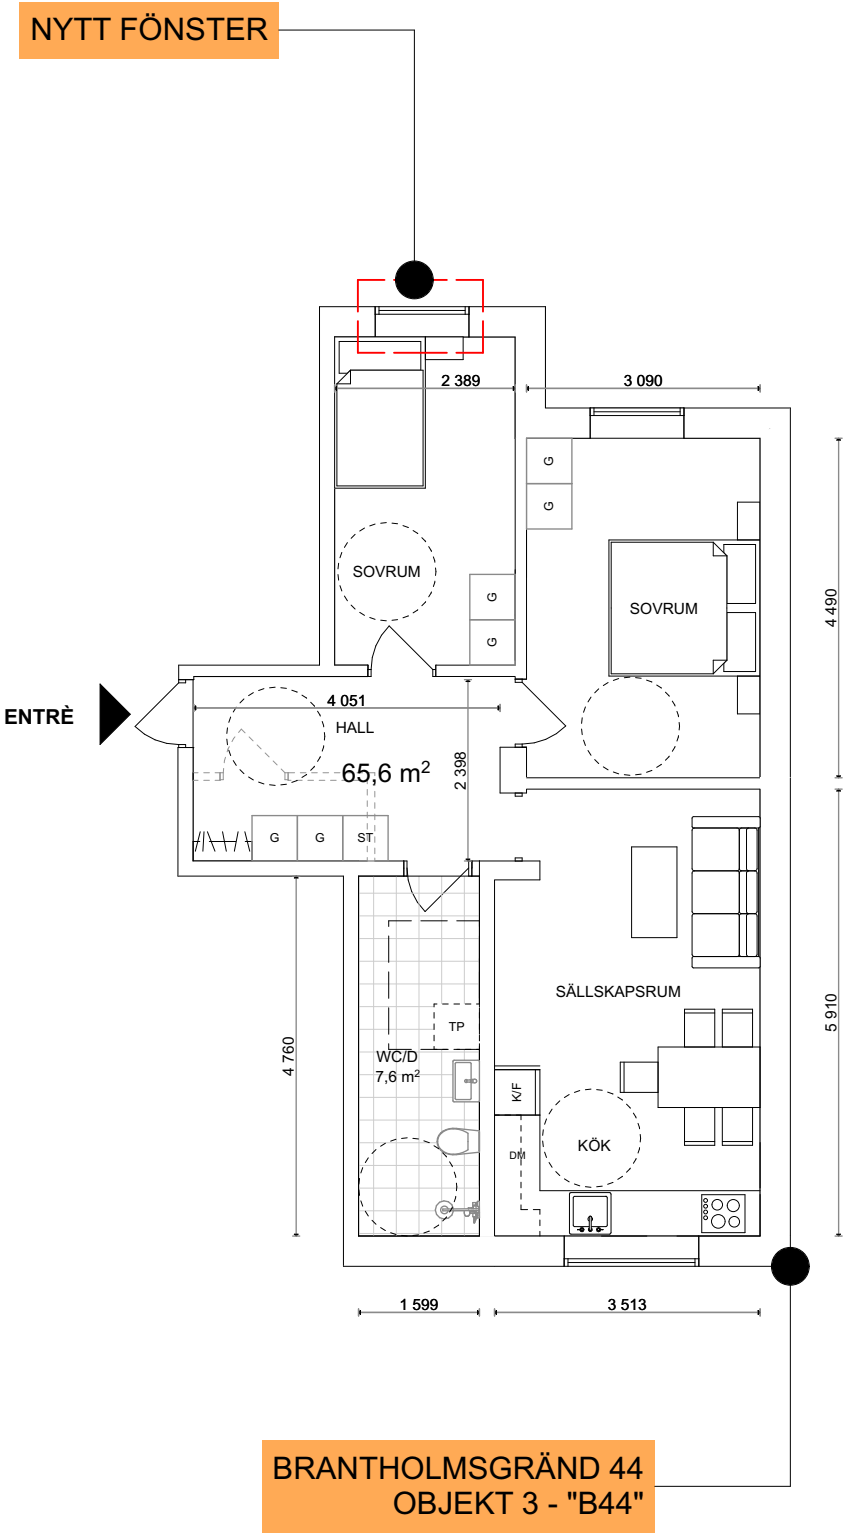 NYTT FÖNSTER
2 389
3 090
G
G
SOVRUM
G
G
SOVRUM
4 490
ENTRÈ
4 051
HALL
65,6 m²
2 398
G
G
ST
SÄLLSKAPSRUM
5 910
4 760
TP
WC/D
7,6 m²
K/F
KÖK
DM
1 599
3 513
BRANTHOLMSGRÄND 44
OBJEKT 3 - "B44"